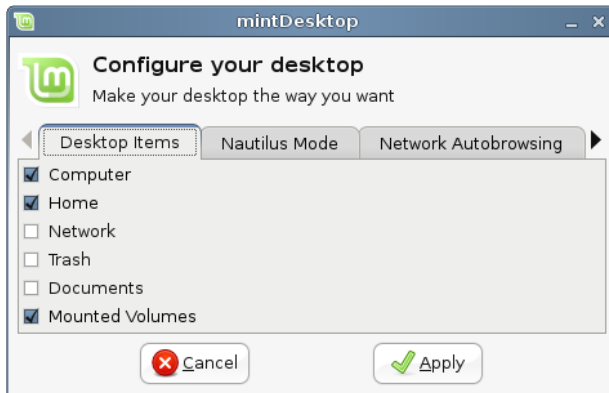 mintDesktop
Configure your desktop
Make your desktop the way you want
Desktop Items Nautilus Mode Network Autobrowsing
Computer
Home
Network
Trash
Documents
Mounted Volumes
Cancel Apply